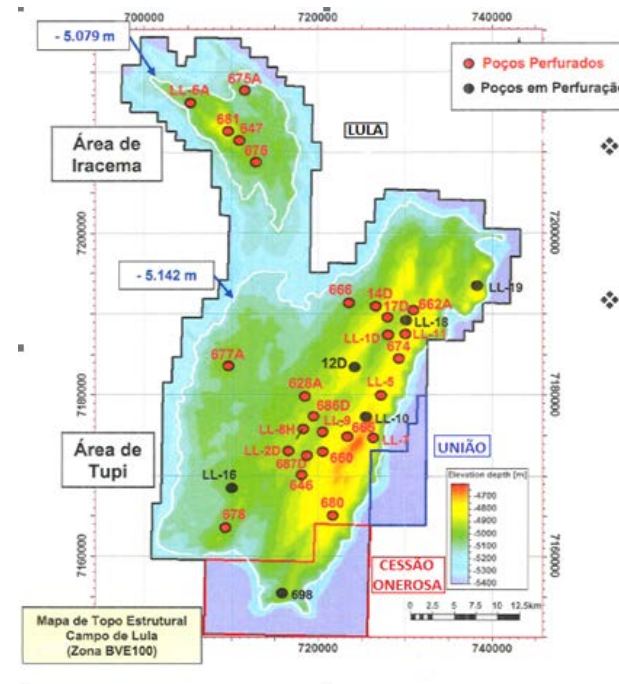 700000
720000
740000
- 5.079 m
Poços Perfurados
Poços em Perfuração
LL-6A
675A
681
647
676
LULA
Área de
Iracema
7200000
7200000
- 5.142 m
666
14D
17D
662A
LL-19
LL-18
LL-1D
LL-11
674
12D
677A
628A
LL-5
7180000
7180000
686D
LL-9
LL-10
LL-8H
665
LL-7
UNIÃO
Área de
Tupi
LL-2D
687D
660
646
LL-16
680
678
Elevation depth [m]
-4700
-4800
-4900
-5000
-5100
-5200
-5300
-5400
7160000
7160000
CESSÃO
ONEROSA
698
0 2.5 5 7.5 10 12.5km
Mapa de Topo Estrutural
Campo de Lula
(Zona BVE100)
720000
740000